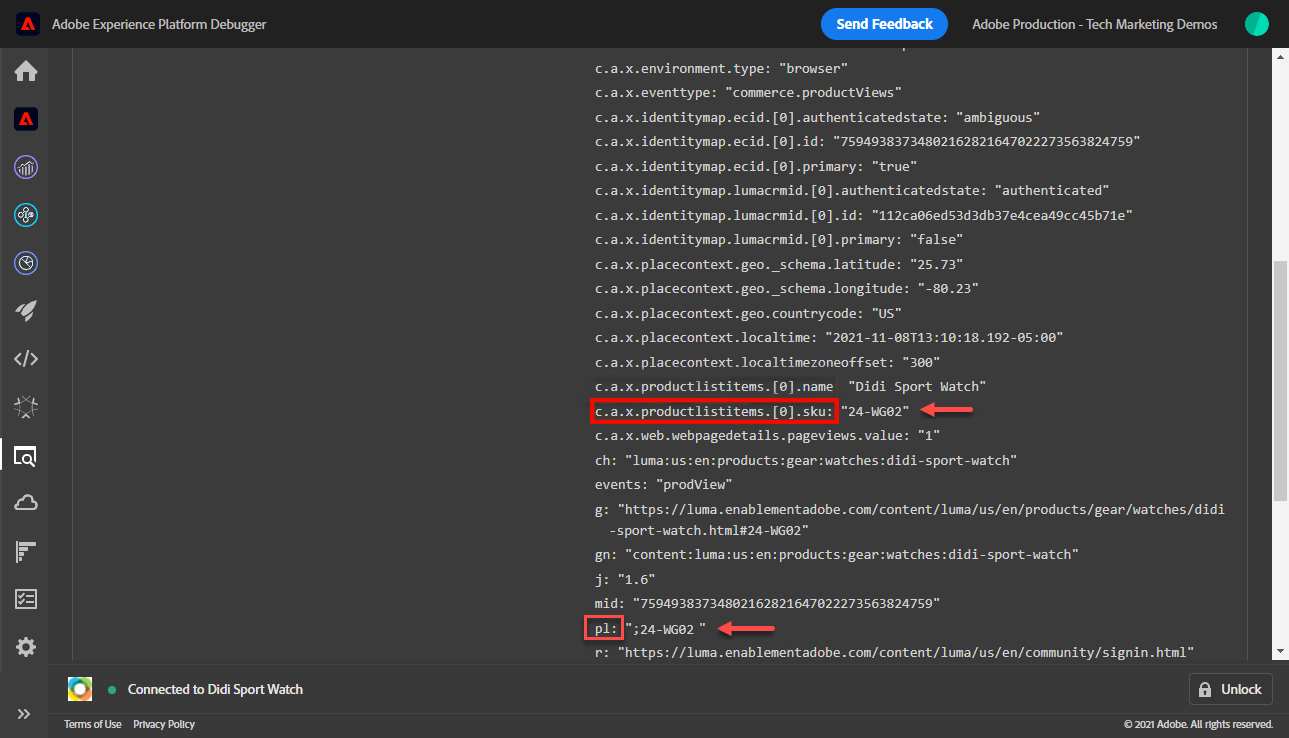 Adobe Experience Platform Debugger
Send Feedback
Adobe Production - Tech Marketing Demos
c.a.x.environment.type: "browser"
c.a.x.eventtype: "commerce.productViews"
c.a.x.identitymap.ecid.[0].authenticatedstate: "ambiguous"
c.a.x.identitymap.ecid.[0].id: "75949383734802162821647022273563824759"
c.a.x.identitymap.ecid.[0].primary: "true"
c.a.x.identitymap.lumacrmid.[0].authenticatedstate: "authenticated"
c.a.x.identitymap.lumacrmid.[0].id: "112ca06ed53d3db37e4cea49cc45b71e"
c.a.x.identitymap.lumacrmid.[0].primary: "false"
c.a.x.placecontext.geo._schema.latitude: "25.73"
c.a.x.placecontext.geo._schema.longitude: "-80.23"
c.a.x.placecontext.geo.countrycode: "US"
c.a.x.placecontext.localtime: "2021-11-08T13:10:18.192-05:00"
c.a.x.placecontext.localtimezoneoffset: "300"
c.a.x.productlistitems.[0].name "Didi Sport Watch"
c.a.x.productlistitems.[0].sku: "24-WG02"
c.a.x.web.webpagedetails.pageviews.value: "1"
ch: "luma:us:en:products:gear:watches:didi-sport-watch"
events: "prodView"
g: "https://luma.enablementadobe.com/content/luma/us/en/products/gear/watches/didi
-sport-watch.html#24-WG02"
gn: "content:luma:us:en:products:gear:watches:didi-sport-watch"
j: "1.6"
mid: "75949383734802162821647022273563824759"
pl: ";24-WG02 "
r: "https://luma.enablementadobe.com/content/luma/us/en/community/signin.html"
Connected to Didi Sport Watch
Unlock
Terms of Use Privacy Policy
© 2021 Adobe. All rights reserved.